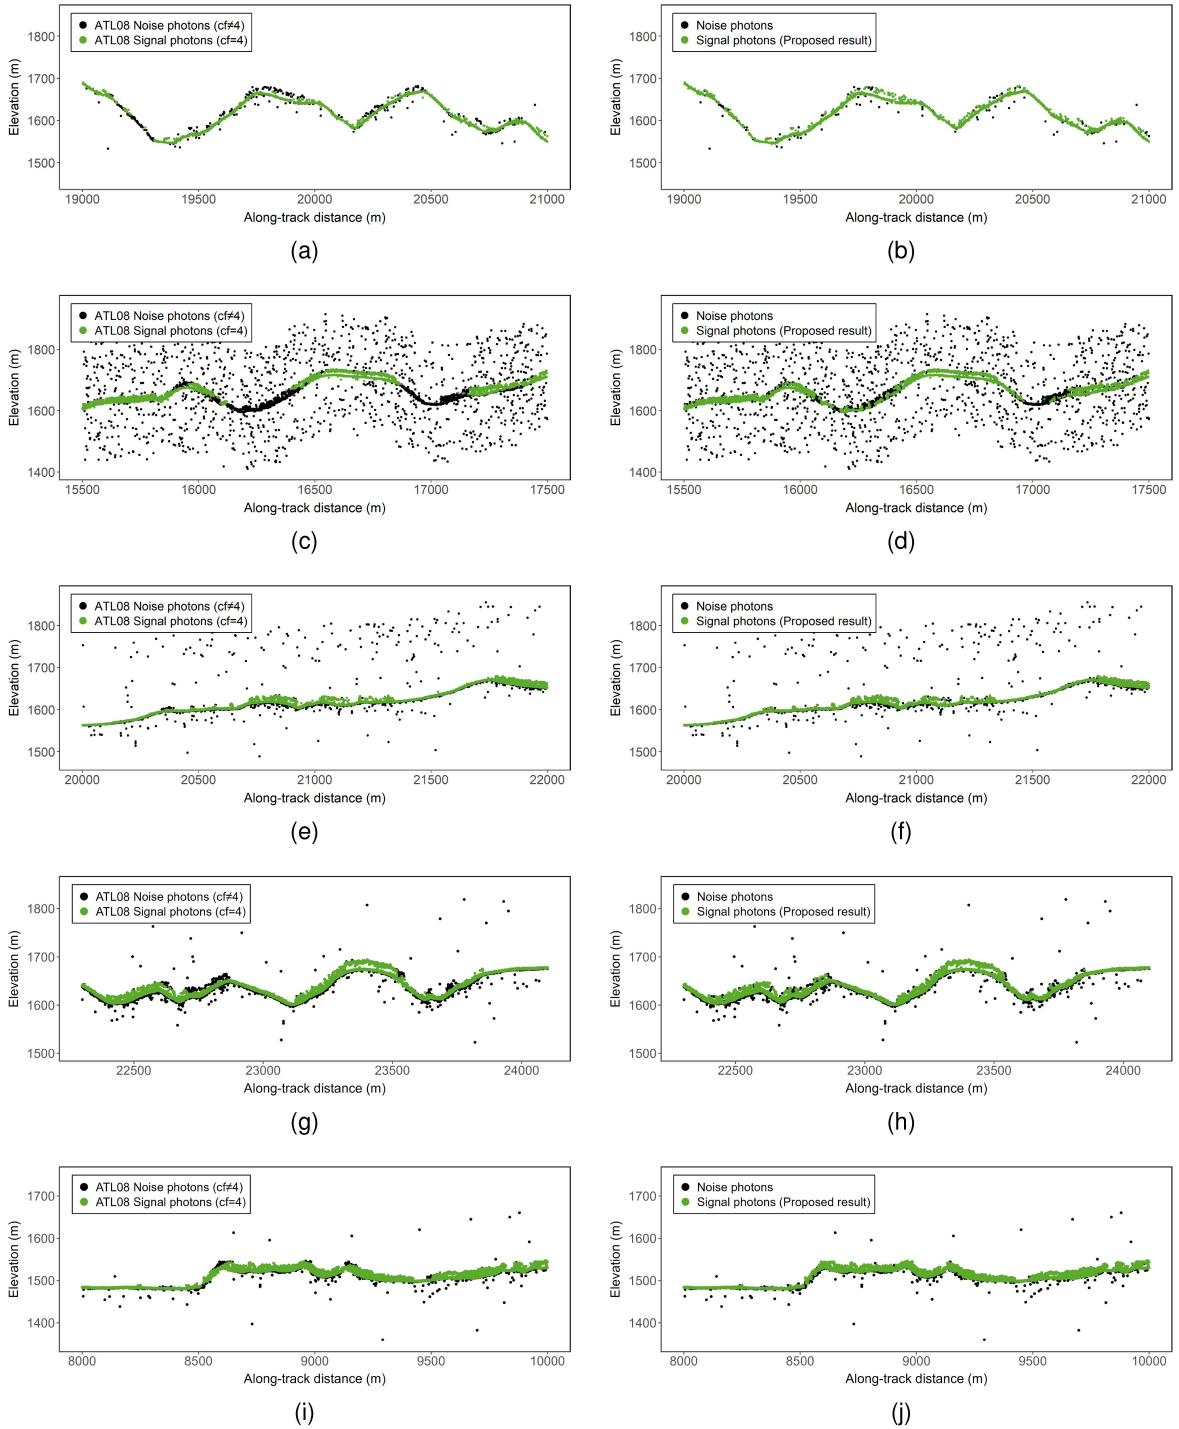 ATL08 Noise photons (cf≠4)
ATL08 Signal photons (cf=4)
1800
1700
1600
1500
Elevation (m)
19000 19500 20000 20500 21000
Along-track distance (m)
(a)
Noise photons
Signal photons (Proposed result)
1800
1700
1600
1500
Elevation (m)
19000 19500 20000 20500 21000
Along-track distance (m)
(b)
ATL08 Noise photons (cf≠4)
ATL08 Signal photons (cf=4)
1800
1600
1400
Elevation (m)
15500 16000 16500 17000 17500
Along-track distance (m)
(c)
Noise photons
Signal photons (Proposed result)
1800
1600
1400
Elevation (m)
15500 16000 16500 17000 17500
Along-track distance (m)
(d)
ATL08 Noise photons (cf≠4)
ATL08 Signal photons (cf=4)
1800
1700
1600
1500
Elevation (m)
20000 20500 21000 21500 22000
Along-track distance (m)
(e)
Noise photons
Signal photons (Proposed result)
1800
1700
1600
1500
Elevation (m)
20000 20500 21000 21500 22000
Along-track distance (m)
(f)
ATL08 Noise photons (cf≠4)
ATL08 Signal photons (cf=4)
1800
1700
1600
1500
Elevation (m)
22500 23000 23500 24000
Along-track distance (m)
(g)
Noise photons
Signal photons (Proposed result)
1800
1700
1600
1500
Elevation (m)
22500 23000 23500 24000
Along-track distance (m)
(h)
ATL08 Noise photons (cf≠4)
ATL08 Signal photons (cf=4)
1700
1600
1500
1400
Elevation (m)
8000 8500 9000 9500 10000
Along-track distance (m)
(i)
Noise photons
Signal photons (Proposed result)
1700
1600
1500
1400
Elevation (m)
8000 8500 9000 9500 10000
Along-track distance (m)
(j)